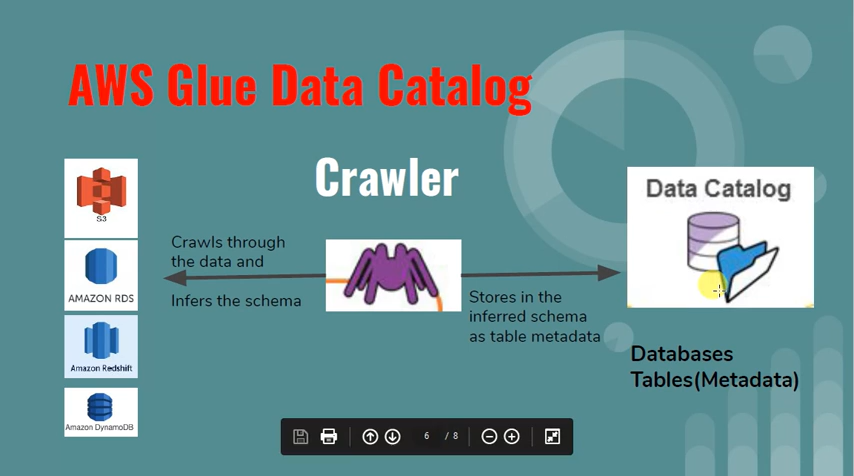 AWS Glue Data Catalog
Crawler
S3
AMAZON RDS
Amazon Redshift
Amazon DynamoDB
Crawls through
the data and
Infers the schema
Stores in the
inferred schema
as table metadata
Data Catalog
Databases
Tables(Metadata)
6 / 8